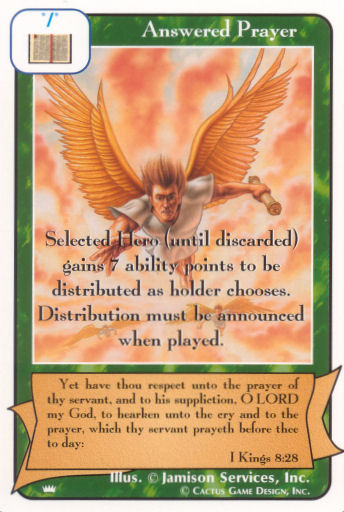 */*
Answered Prayer
Selected Hero (until discarded)
gains 7 ability points to be
distributed as holder chooses.
Distribution must be announced
when played.
Yet have thou respect unto the prayer of
thy servant, and to his suppliction, O LORD
my God, to hearken unto the cry and to the
prayer, which thy servant prayeth before thee
to day:
I Kings 8:28
Illus. © Jamison Services, Inc.
© Cactus Game Design, Inc.